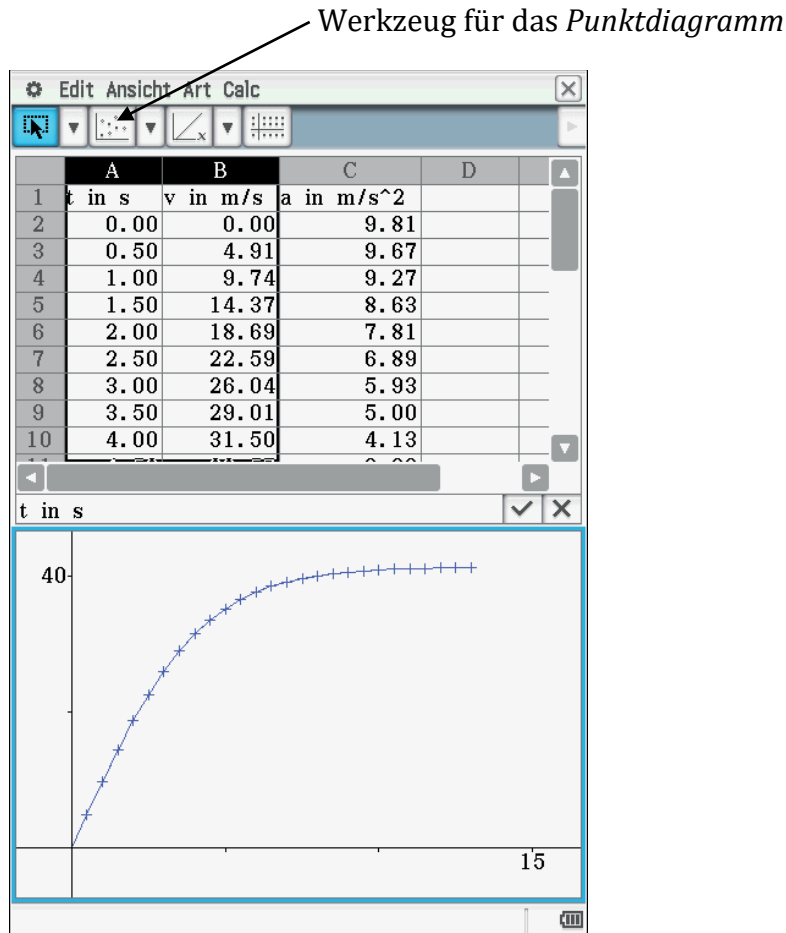 Werkzeug für das Punktdiagramm
Edit Ansicht Art Calc
A B C D
1 t in s v in m/s a in m/s^2
2 0.00 0.00 9.81
3 0.50 4.91 9.67
4 1.00 9.74 9.27
5 1.50 14.37 8.63
6 2.00 18.69 7.81
7 2.50 22.59 6.89
8 3.00 26.04 5.93
9 3.50 29.01 5.00
10 4.00 31.50 4.13
t in s
40
15